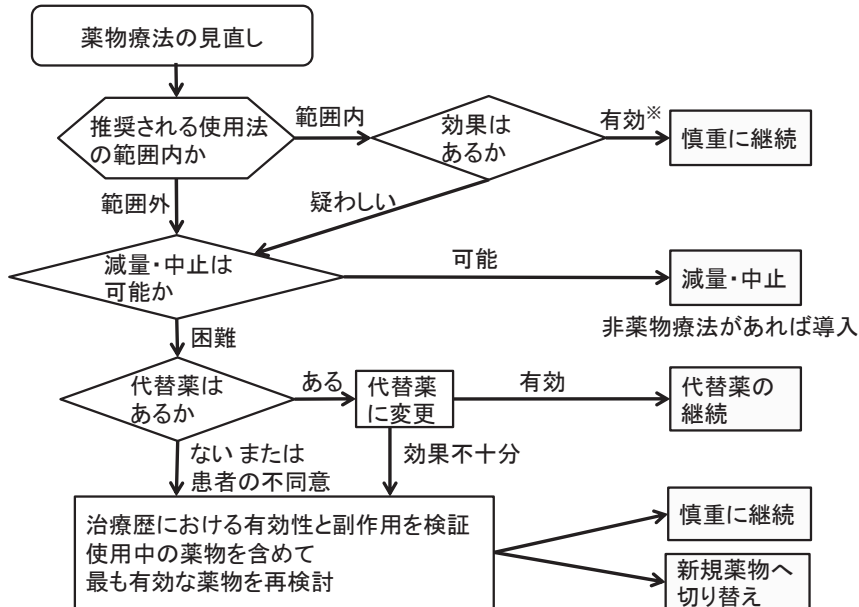 薬物療法の見直し
推奨される使用法
の範囲内か
範囲内
効果は
あるか
有効※
慎重に継続
範囲外
疑わしい
減量・中止は
可能か
可能
減量・中止
非薬物療法があれば導入
困難
代替薬は
あるか
ある
代替薬
に変更
有効
代替薬の
継続
ない または
患者の不同意
効果不十分
治療歴における有効性と副作用を検証
使用中の薬物を含めて
最も有効な薬物を再検討
慎重に継続
新規薬物へ
切り替え